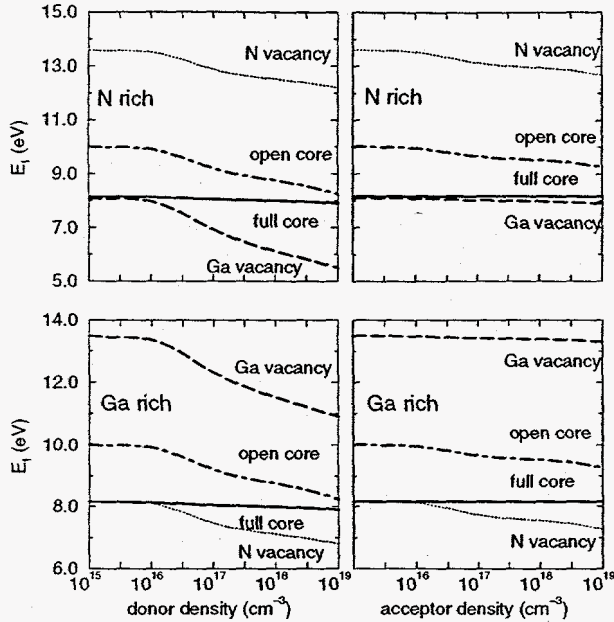 15.0
13.0
11.0
9.0
7.0
5.0
E_f (eV)
N vacancy
N rich
open core
full core
Ga vacancy
N vacancy
N rich
open core
full core
Ga vacancy
14.0
12.0
10.0
8.0
6.0
E_f (eV)
Ga vacancy
Ga rich
open core
full core
N vacancy
Ga vacancy
Ga rich
open core
full core
N vacancy
10^15 10^16 10^17 10^18 10^19
donor density (cm^−3)
10^16 10^17 10^18 10^19
acceptor density (cm^−3)